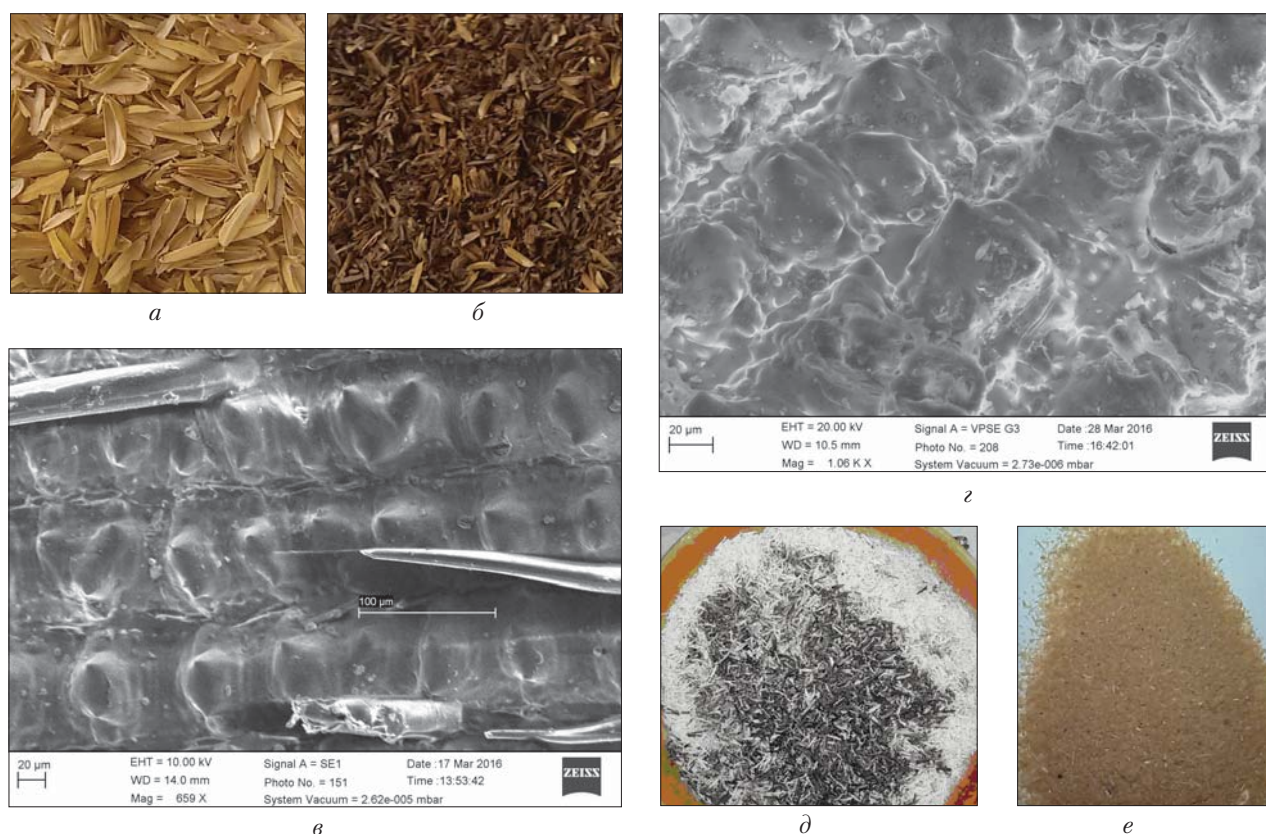 а
б
100 µm
20 µm
EHT = 10.00 kV
WD = 14.0 mm
Mag = 659 X
Signal A = SE1
Photo No. = 151
System Vacuum = 2.62e-005 mbar
Date :17 Mar 2016
Time :13:53:42
ZEISS
в
20 µm
EHT = 20.00 kV
WD = 10.5 mm
Mag = 1.06 K X
Signal A = VPSE G3
Photo No. = 208
System Vacuum = 2.73e-006 mbar
Date :28 Mar 2016
Time :16:42:01
ZEISS
г
д
е